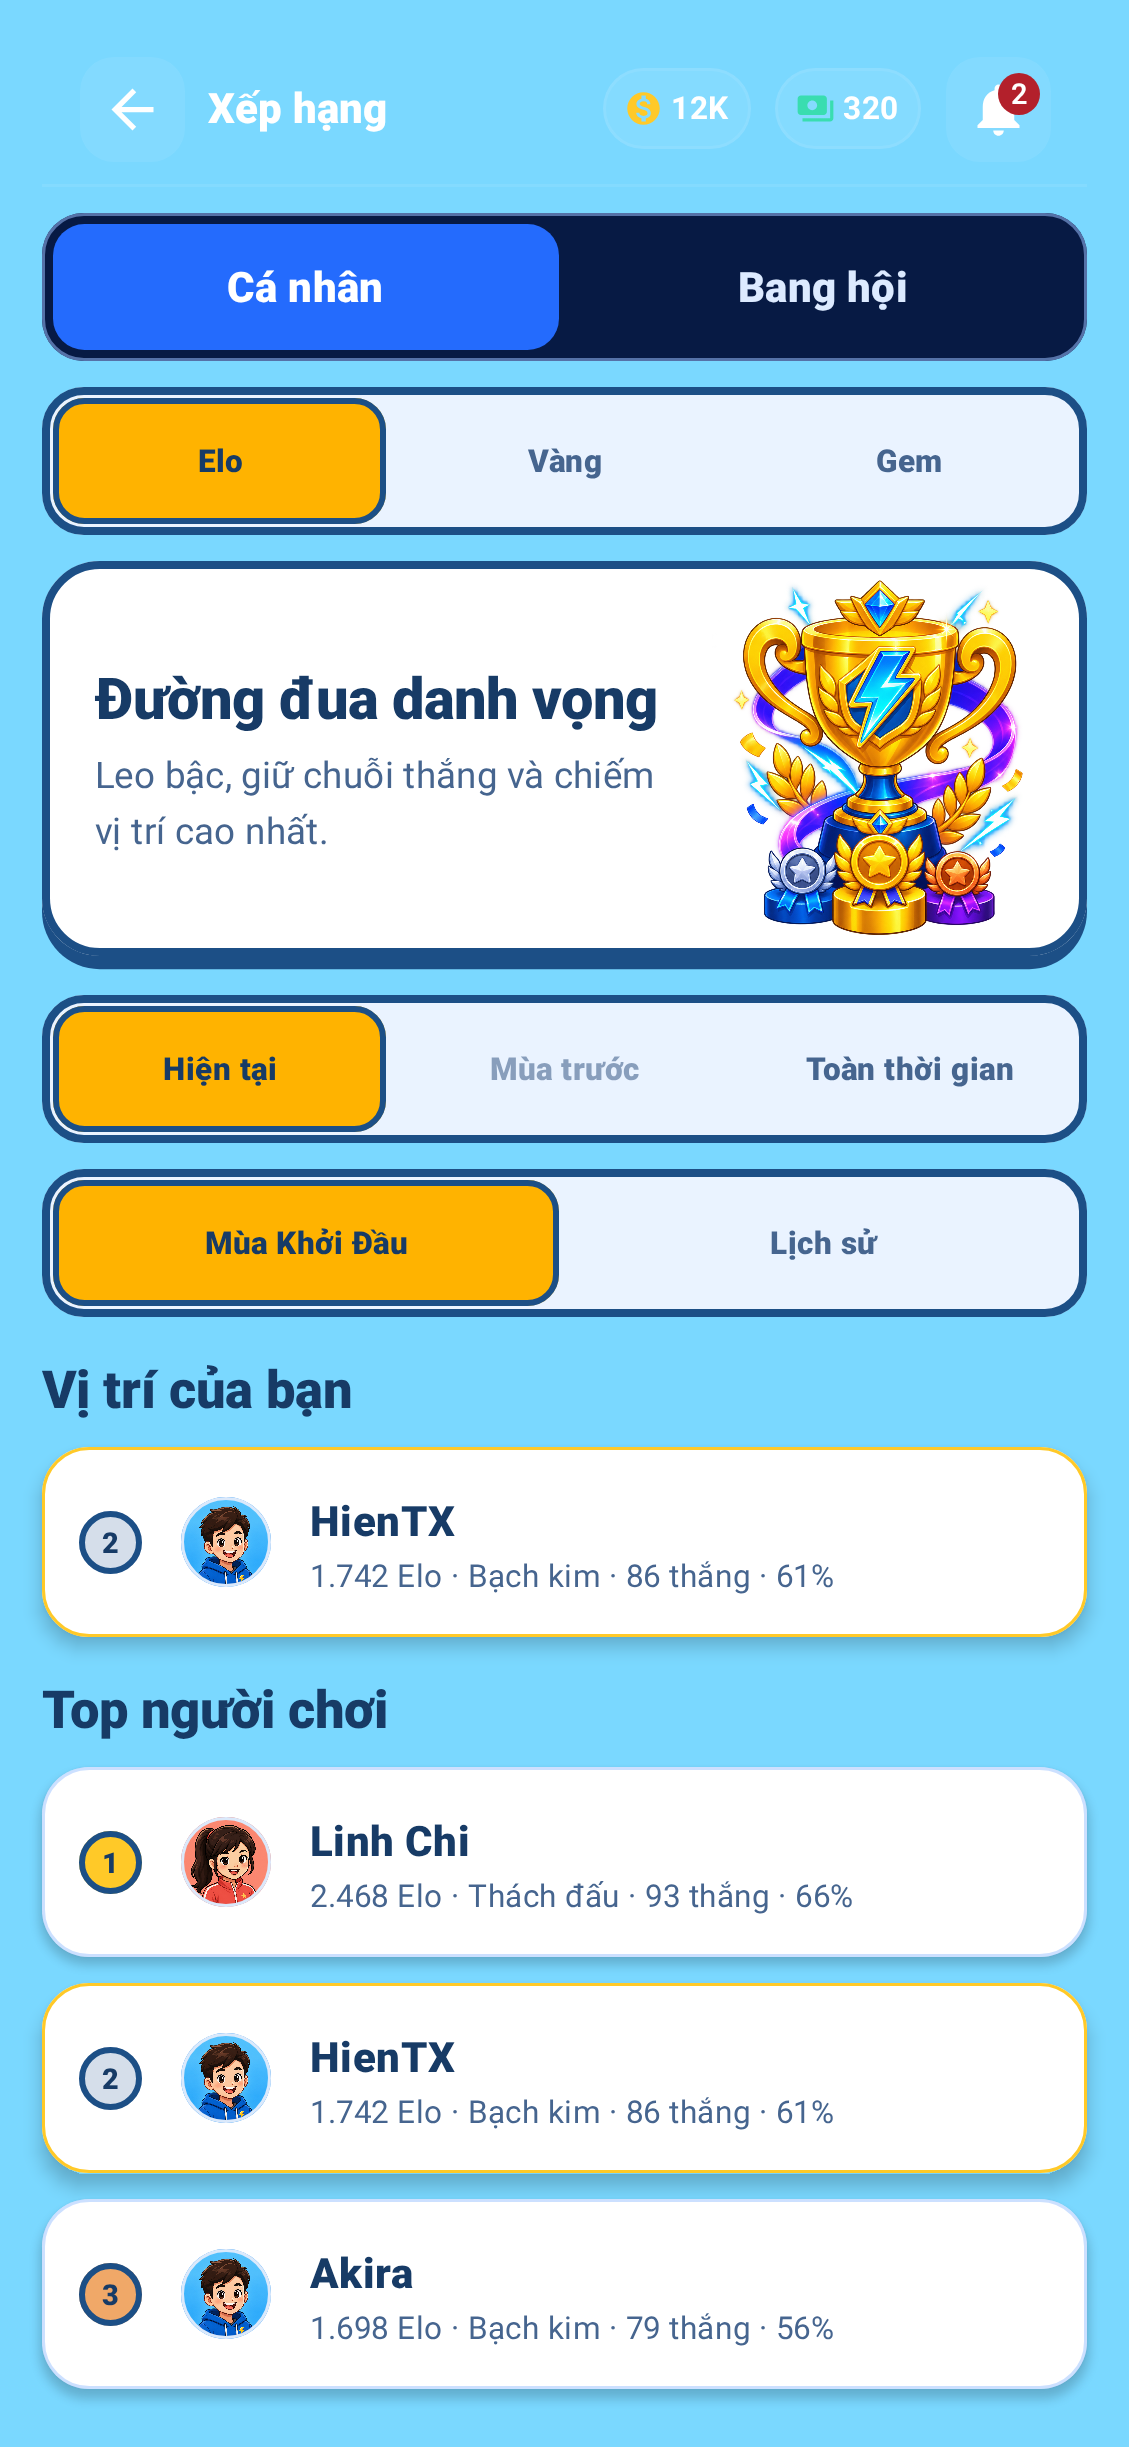 Xếp hạng
12K
320
2
Cá nhân
Bang hội
Elo
Vàng
Gem
Đường đua danh vọng
Leo bậc, giữ chuỗi thắng và chiếm
vị trí cao nhất.
Hiện tại
Mùa trước
Toàn thời gian
Mùa Khởi Đầu
Lịch sử
Vị trí của bạn
2
HienTX
1.742 Elo · Bạch kim · 86 thắng · 61%
Top người chơi
1
Linh Chi
2.468 Elo · Thách đấu · 93 thắng · 66%
2
HienTX
1.742 Elo · Bạch kim · 86 thắng · 61%
3
Akira
1.698 Elo · Bạch kim · 79 thắng · 56%